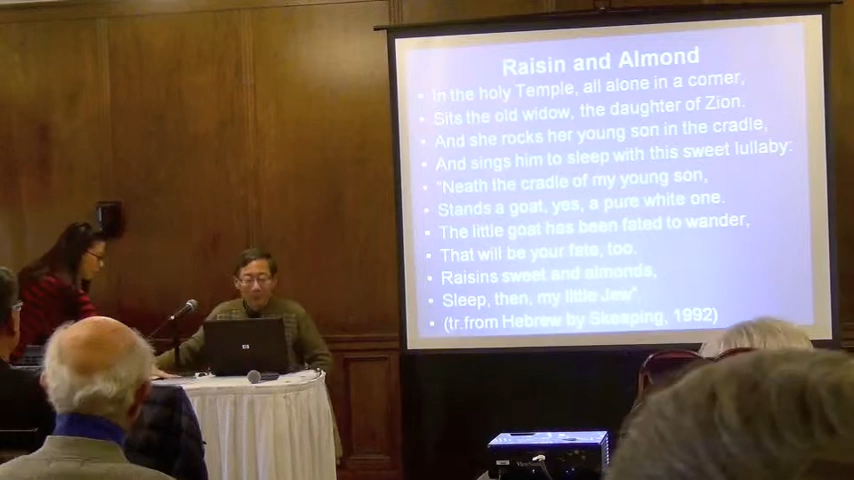 Raisin and Almond
• In the holy Temple, all alone in a corner,
• Sits the old widow, the daughter of Zion.
• And she rocks her young son in the cradle,
• And sings him to sleep with this sweet lullaby:
• "Neath the cradle of my young son,
• Stands a goat, yes, a pure white one.
• The little goat has been fated to wander,
• That will be your fate, too.
• Raisins sweet and almonds,
• Sleep, then, my little Jew"
• (tr.from Hebrew by Skeaping, 1992)
hp